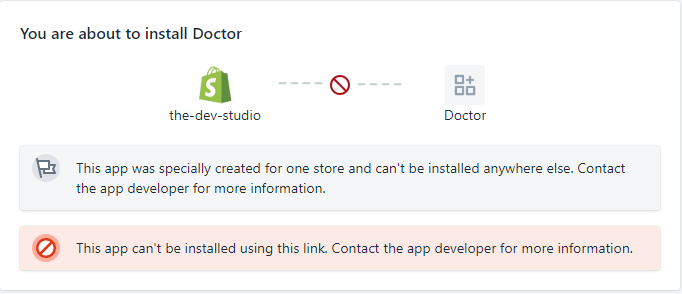 You are about to install Doctor
the-dev-studio
Doctor
This app was specially created for one store and can't be installed anywhere else. Contact
the app developer for more information.
This app can't be installed using this link. Contact the app developer for more information.